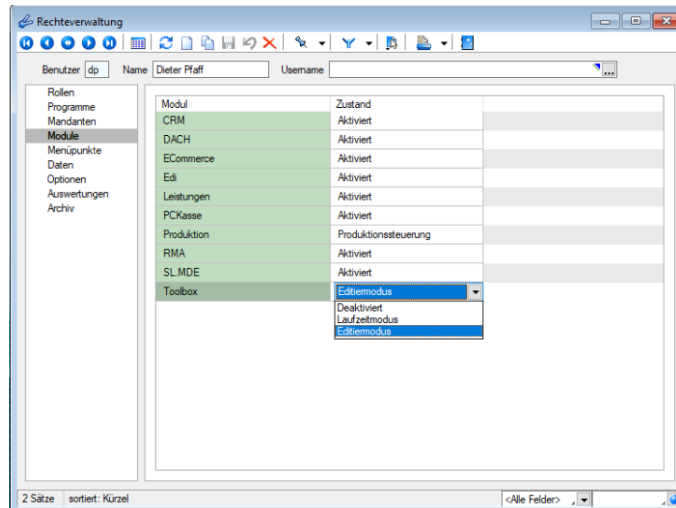 Rechteverwaltung
Benutzer dp Name Dieter Pfaff Username ...
Rollen
Programme
Mandanten
Module
Menüpunkte
Daten
Optionen
Auswertungen
Archiv
Modul Zustand
CRM Aktiviert
DACH Aktiviert
ECommerce Aktiviert
Edi Aktiviert
Leistungen Aktiviert
PCKasse Aktiviert
Produktion Produktionssteuerung
RMA Aktiviert
SL.MDE Aktiviert
Toolbox Editiermodus
Deaktiviert
Laufzeitmodus
Editiermodus
2 Sätze sortiert: Kürzel <Alle Felder>